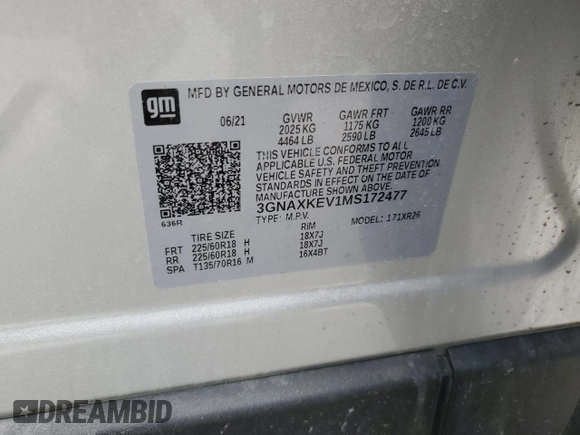 gm
MFD BY GENERAL MOTORS DE MEXICO, S. DE R.L. DE C.V.
06/21 GVWR GAWR FRT GAWR RR
2025 KG 1175 KG 1200 KG
4464 LB 2590 LB 2645 LB
THIS VEHICLE CONFORMS TO ALL
APPLICABLE U.S. FEDERAL MOTOR
VEHICLE SAFETY, BUMPER, AND THEFT
PREVENTION STANDARDS IN EFFECT ON
THE DATE OF MANUFACTURE SHOWN ABOVE.
3GNAXKEV1MS172477
636R TYPE: M.P.V. MODEL: 171XR26
TIRE SIZE RIM
FRT 225/60R18 H 18X7J
RR 225/60R18 H 18X7J
SPA T135/70R16 M 16X4BT
DREAMBID